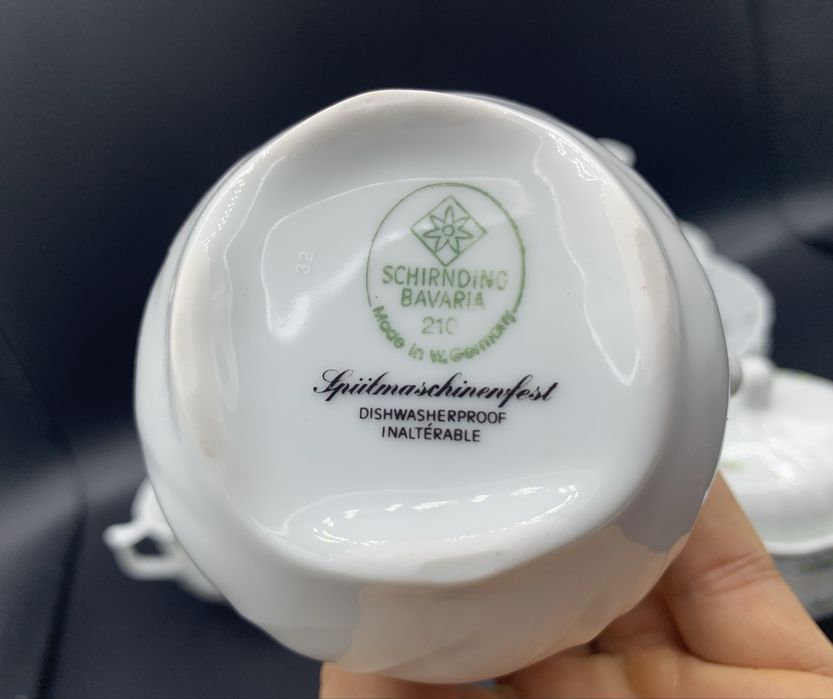 32
SCHIRNDiNG
BAVARIA
210
Made in W. Germany
Spülmaschinenfest
DISHWASHERPROOF
INALTÉRABLE